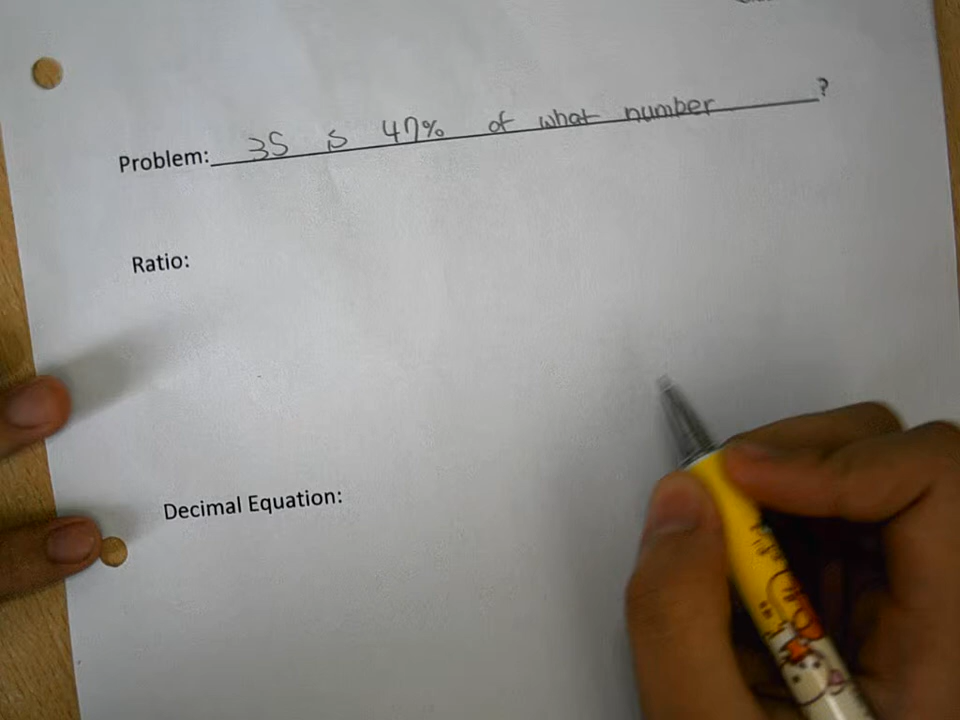 Problem: 35 is 47% of what number ?
Ratio:
Decimal Equation: